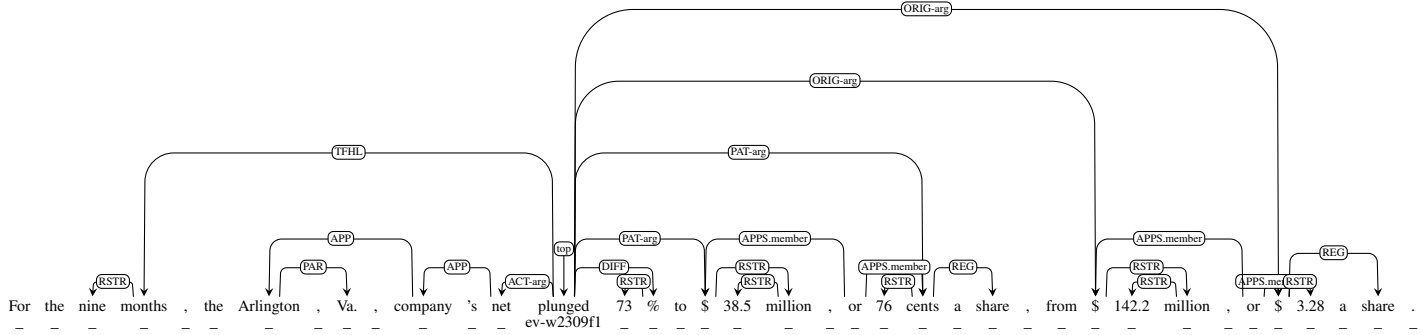 ORIG-arg
ORIG-arg
TFHL PAT-arg
APP PAT-arg APPS.member APPS.member
top
PAR APP DIFF RSTR APPS.member REG RSTR REG
RSTR ACT-arg RSTR RSTR RSTR RSTR RSTR
For the nine months , the Arlington , Va. , company 's net plunged 73 % to $ 38.5 million , or 76 cents a share , from $ 142.2 million , or $ 3.28 a share .
_ _ _ _ _ _ _ _ _ _ _ _ _ ev-w2309f1 _ _ _ _ _ _ _ _ _ _ _ _ _ _ _ _ _ _ _ _ _ _ _